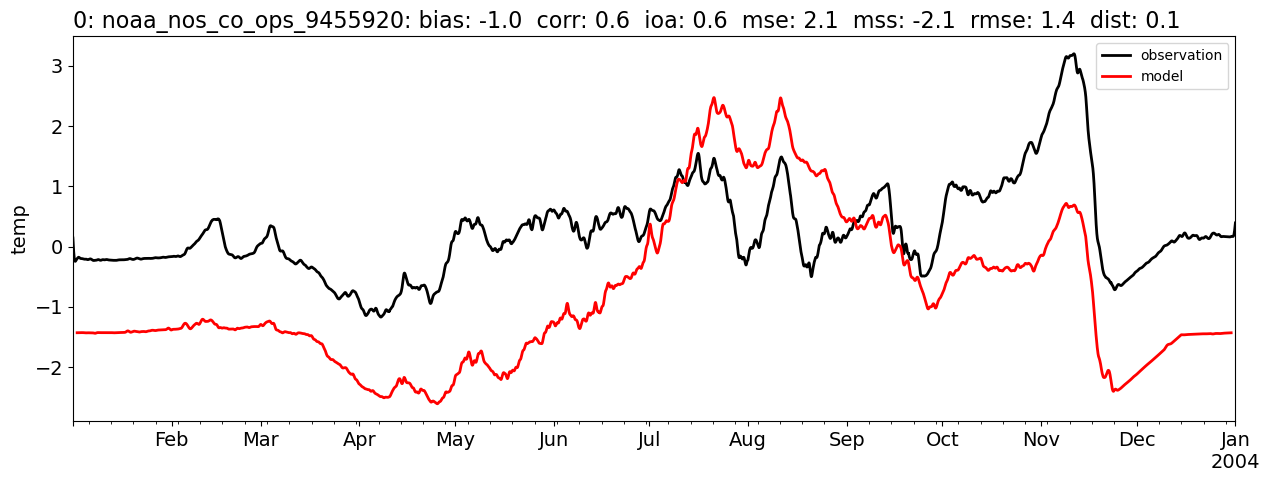 0: noaa_nos_co_ops_9455920: bias: -1.0  corr: 0.6  ioa: 0.6  mse: 2.1  mss: -2.1  rmse: 1.4  dist: 0.1
observation
model
3
2
1
0
−1
−2
temp
Feb Mar Apr May Jun Jul Aug Sep Oct Nov Dec Jan
2004